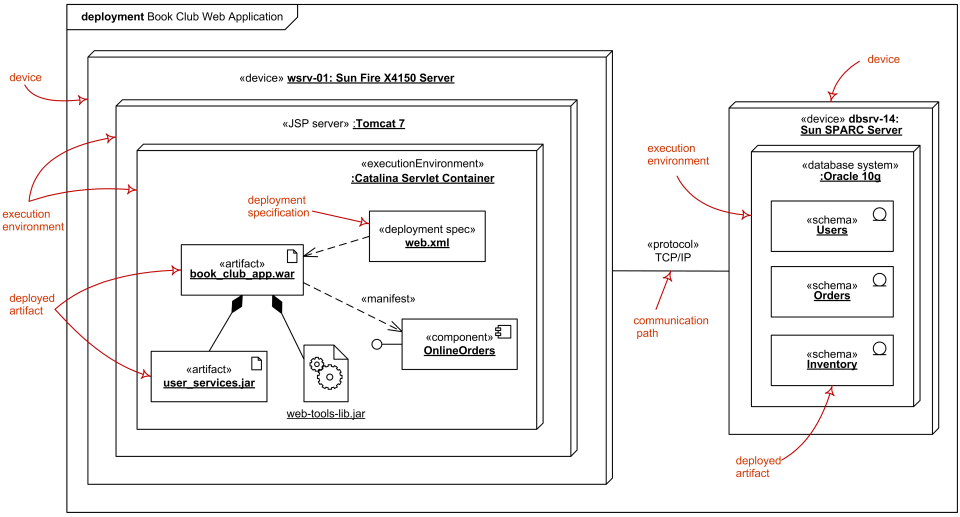 deployment Book Club Web Application
device
«device» wsrv-01: Sun Fire X4150 Server
«JSP server» :Tomcat 7
execution
environment
«executionEnvironment»
:Catalina Servlet Container
deployment
specification
«deployment spec»
web.xml
«artifact»
book_club_app.war
deployed
artifact
«manifest»
«component»
OnlineOrders
«artifact»
user_services.jar
web-tools-lib.jar
«protocol»
TCP/IP
communication
path
device
«device» dbsrv-14:
Sun SPARC Server
execution
environment
«database system»
:Oracle 10g
«schema»
Users
«schema»
Orders
«schema»
Inventory
deployed
artifact